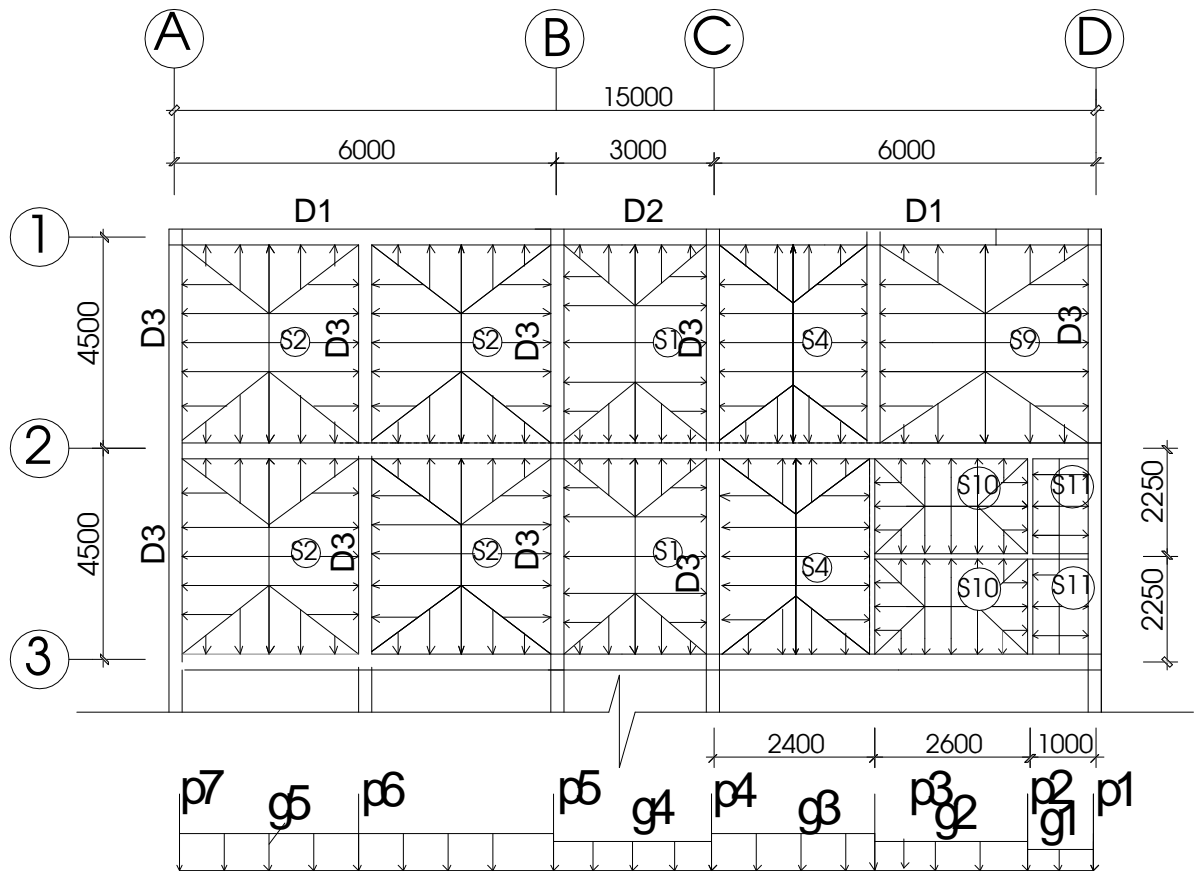 A B C D
15000
6000 3000 6000
D1 D2 D1
1
4500
D3 S2 D3 S2 D3 S1 D3 S4 S9 D3
2
4500
D3 S2 D3 S2 D3 S1 D3 S4 S10 S11
2250
S10 S11
2250
3
2400 2600 1000
p7 p6 p5 p4 p3 p2 p1
g5 g4 g3 g2 g1